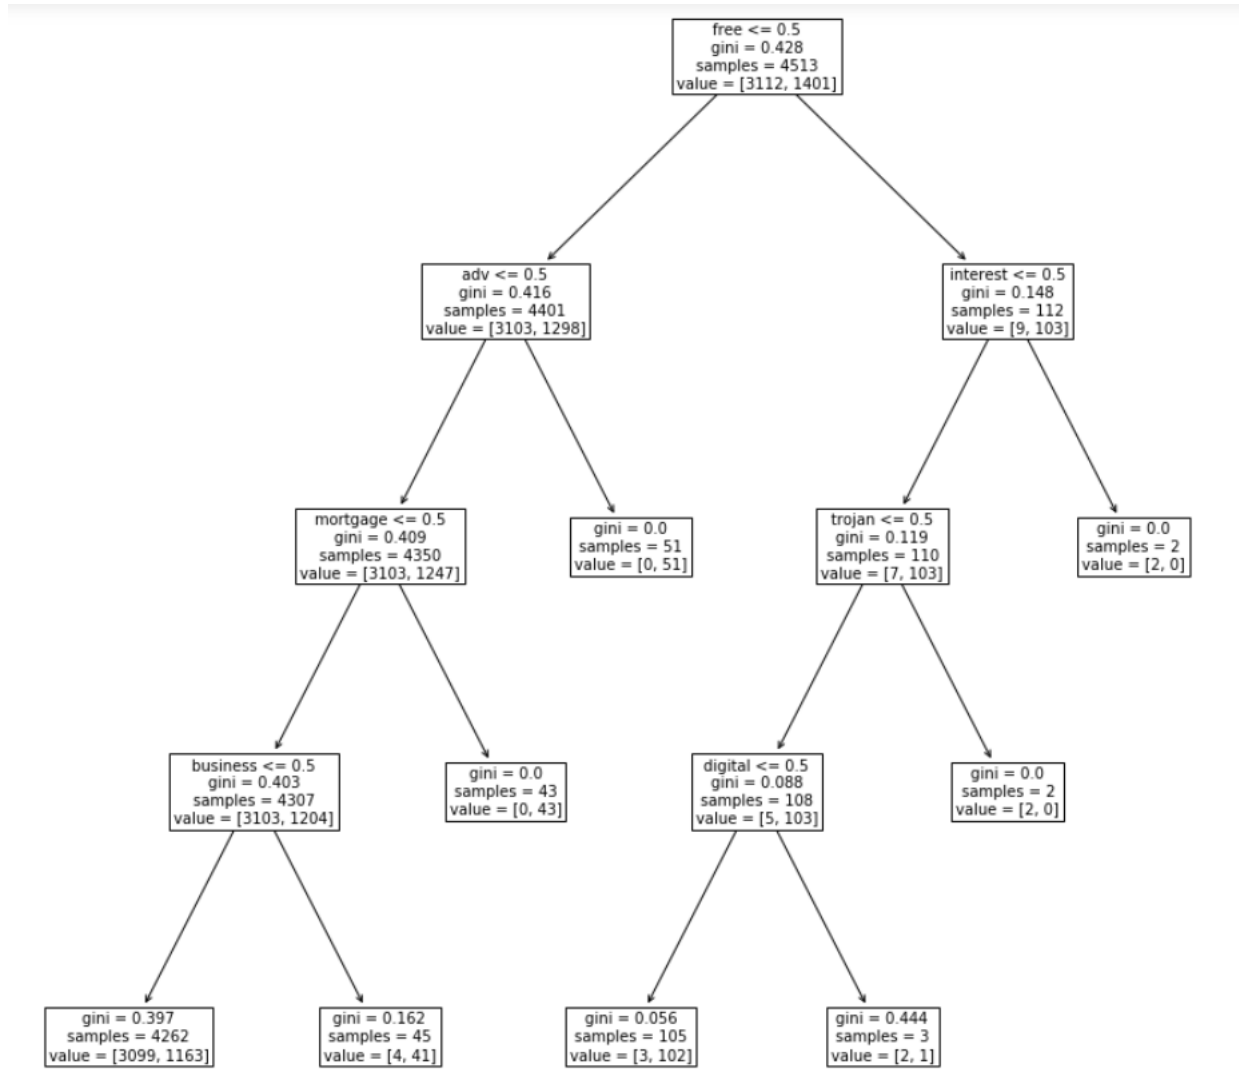 free <= 0.5
gini = 0.428
samples = 4513
value = [3112, 1401]
adv <= 0.5
gini = 0.416
samples = 4401
value = [3103, 1298]
interest <= 0.5
gini = 0.148
samples = 112
value = [9, 103]
mortgage <= 0.5
gini = 0.409
samples = 4350
value = [3103, 1247]
gini = 0.0
samples = 51
value = [0, 51]
trojan <= 0.5
gini = 0.119
samples = 110
value = [7, 103]
gini = 0.0
samples = 2
value = [2, 0]
business <= 0.5
gini = 0.403
samples = 4307
value = [3103, 1204]
gini = 0.0
samples = 43
value = [0, 43]
digital <= 0.5
gini = 0.088
samples = 108
value = [5, 103]
gini = 0.0
samples = 2
value = [2, 0]
gini = 0.397
samples = 4262
value = [3099, 1163]
gini = 0.162
samples = 45
value = [4, 41]
gini = 0.056
samples = 105
value = [3, 102]
gini = 0.444
samples = 3
value = [2, 1]